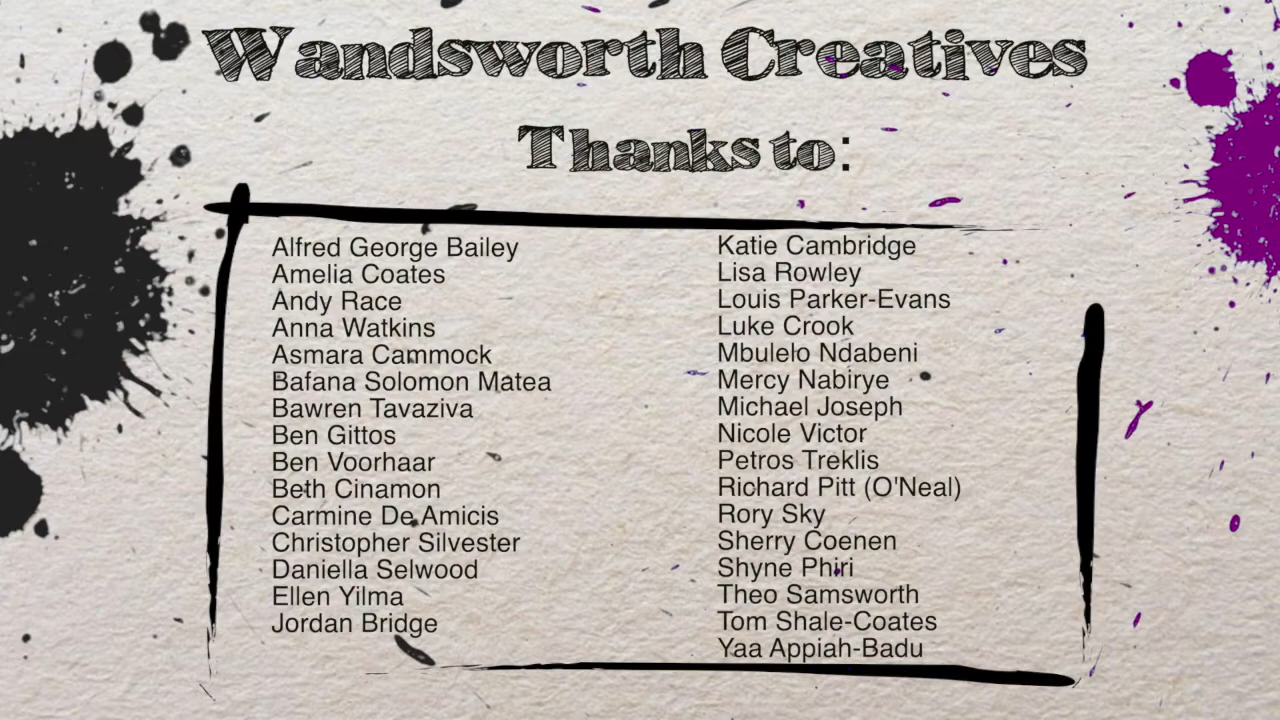 Wandsworth Creatives
Thanks to:
Alfred George Bailey
Amelia Coates
Andy Race
Anna Watkins
Asmara Cammock
Bafana Solomon Matea
Bawren Tavaziva
Ben Gittos
Ben Voorhaar
Beth Cinamon
Carmine De Amicis
Christopher Silvester
Daniella Selwood
Ellen Yilma
Jordan Bridge
Katie Cambridge
Lisa Rowley
Louis Parker-Evans
Luke Crook
Mbulelo Ndabeni
Mercy Nabirye
Michael Joseph
Nicole Victor
Petros Treklis
Richard Pitt (O'Neal)
Rory Sky
Sherry Coenen
Shyne Phiri
Theo Samsworth
Tom Shale-Coates
Yaa Appiah-Badu